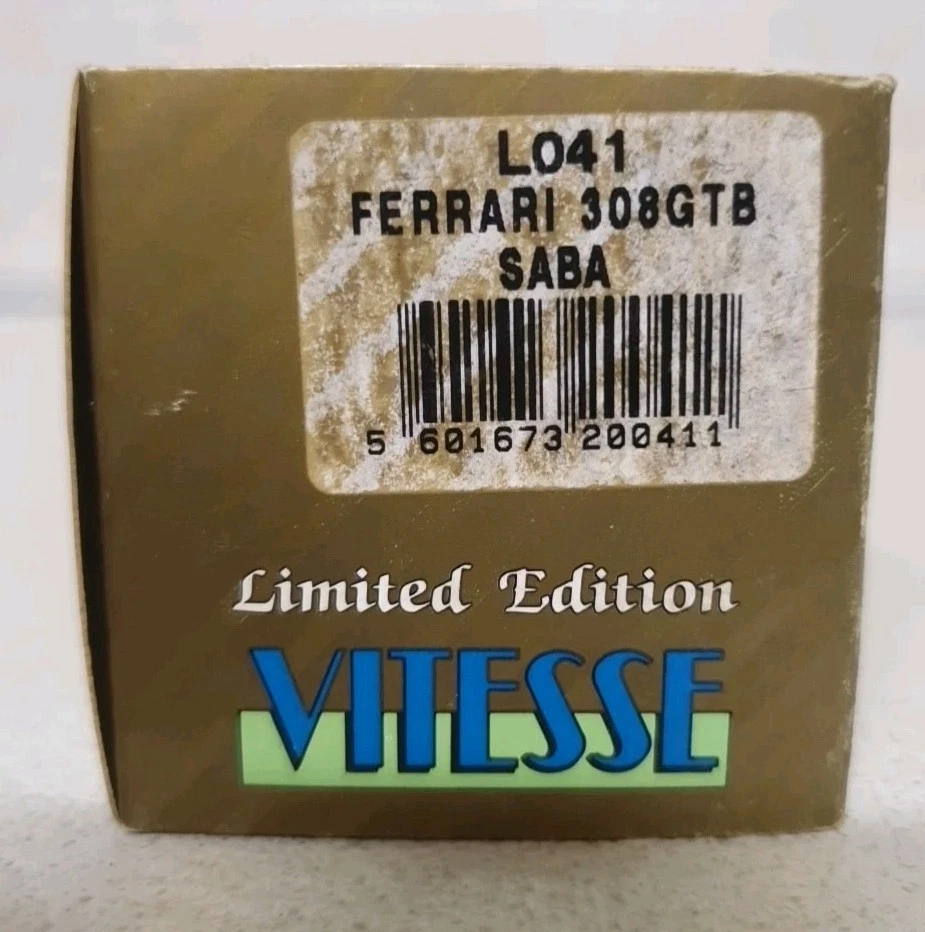 L041
FERRARI 308GTB
SABA
5 601673 200411
Limited Edition
VITESSE